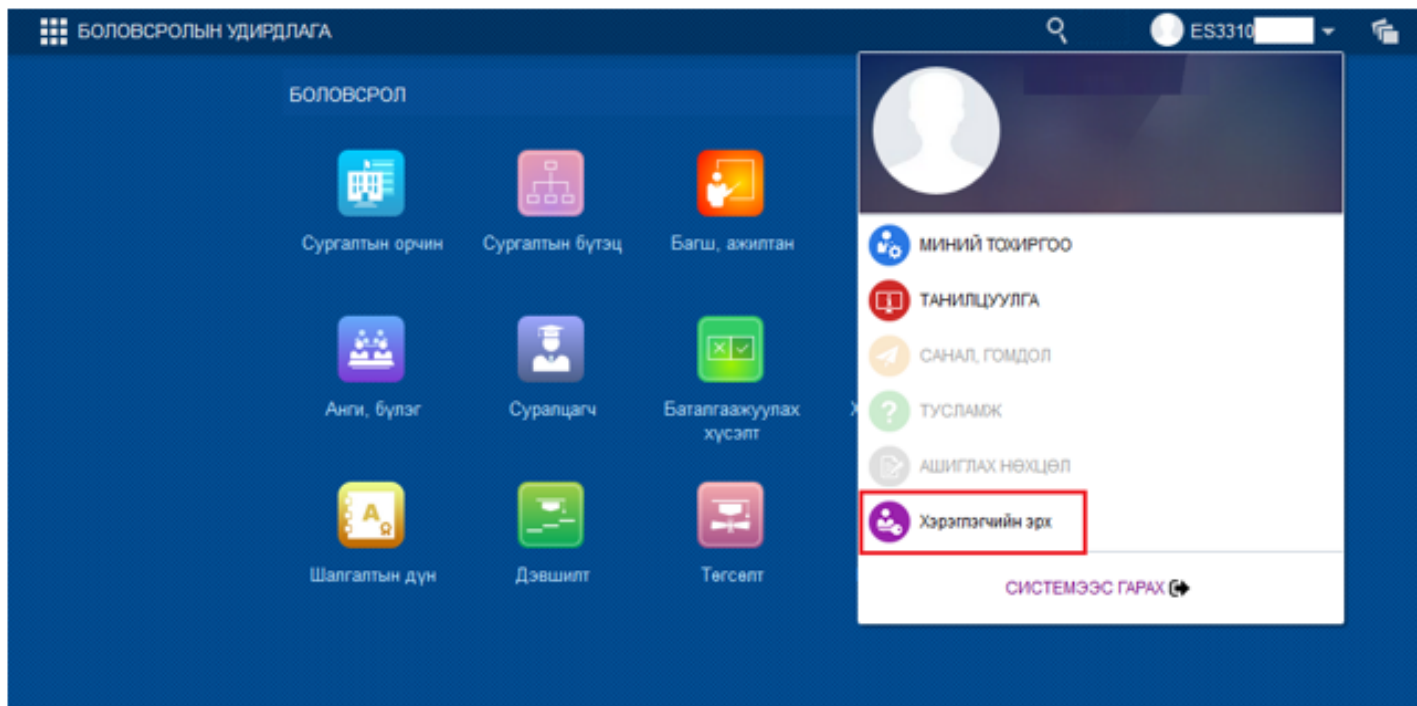 БОЛОВСРОЛЫН УДИРДЛАГА
ES3310
БОЛОВСРОЛ
Сургалтын орчин
Сургалтын бүтэц
Багш, ажилтан
Анги, бүлэг
Суралцагч
Баталгаажуулах
хүсэлт
Шалгалтын дүн
Дэвшилт
Төгсөлт
МИНИЙ ТОХИРГОО
ТАНИЛЦУУЛГА
САНАЛ, ГОМДОЛ
ТУСЛАМЖ
АШИГЛАХ НӨХЦӨЛ
Хэрэглэгчийн эрх
СИСТЕМЭЭС ГАРАХ